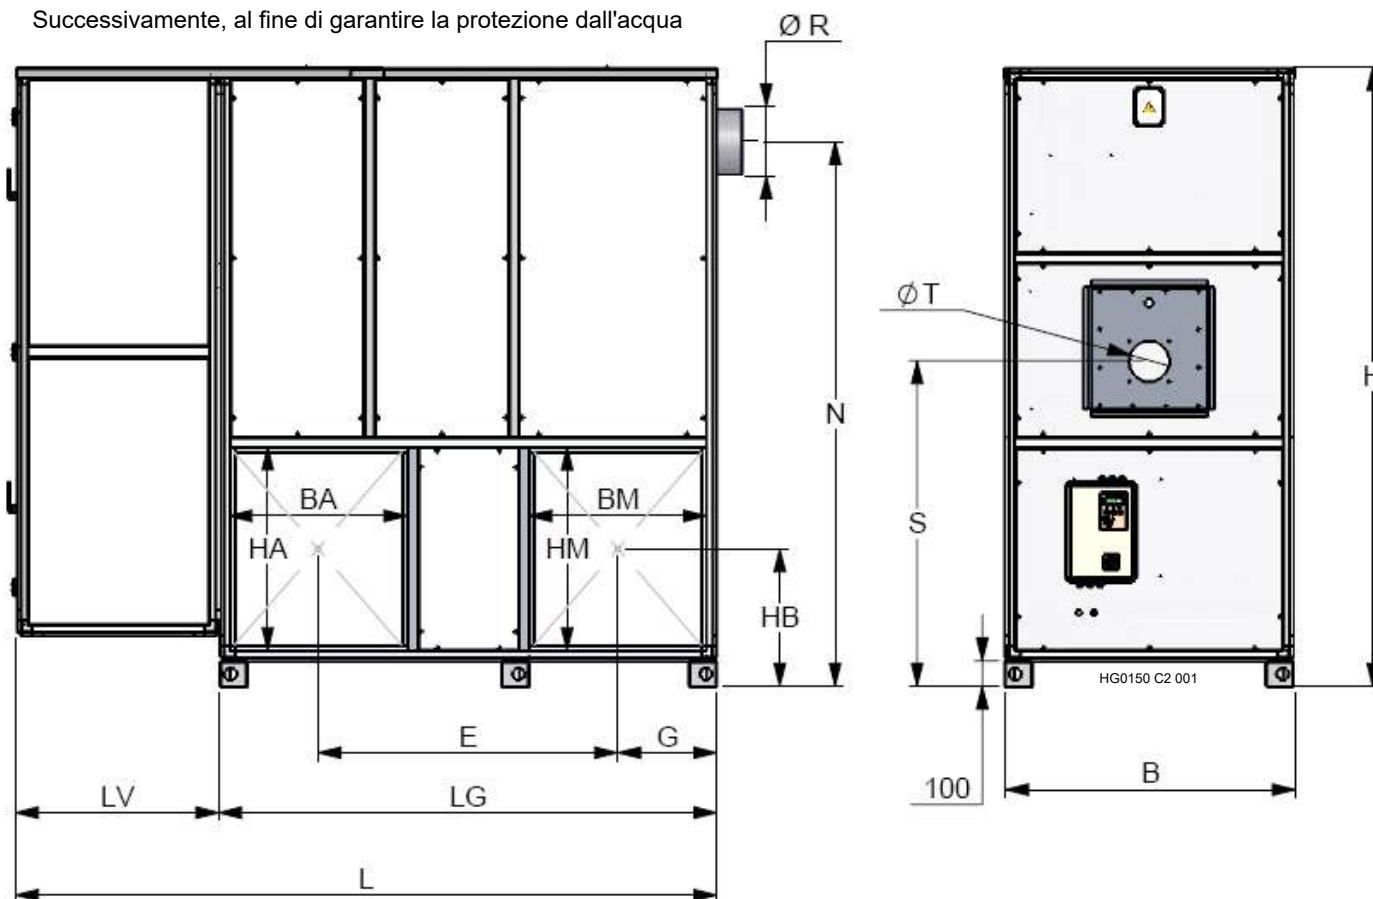 Successivamente, al fine di garantire la protezione dall'acqua
Ø R
Ø T
N
H
S
BA
BM
HA
HM
HB
HG0150 C2 001
E
G
B
100
LV
LG
L